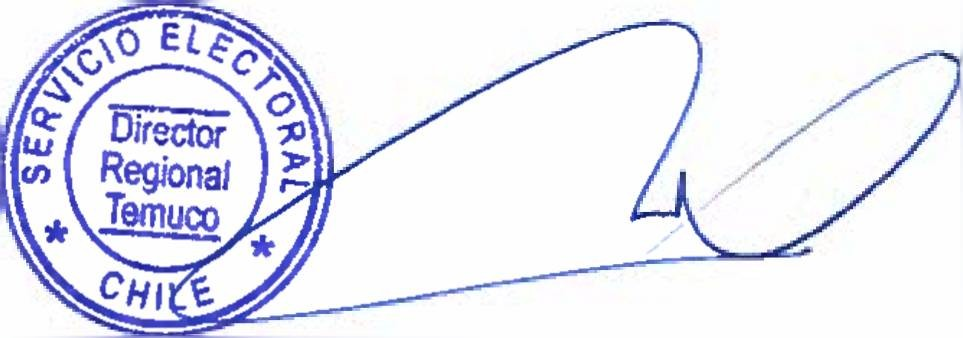 SERVICIO ELECTORAL
Director
Regional
Temuco
* CHILE *